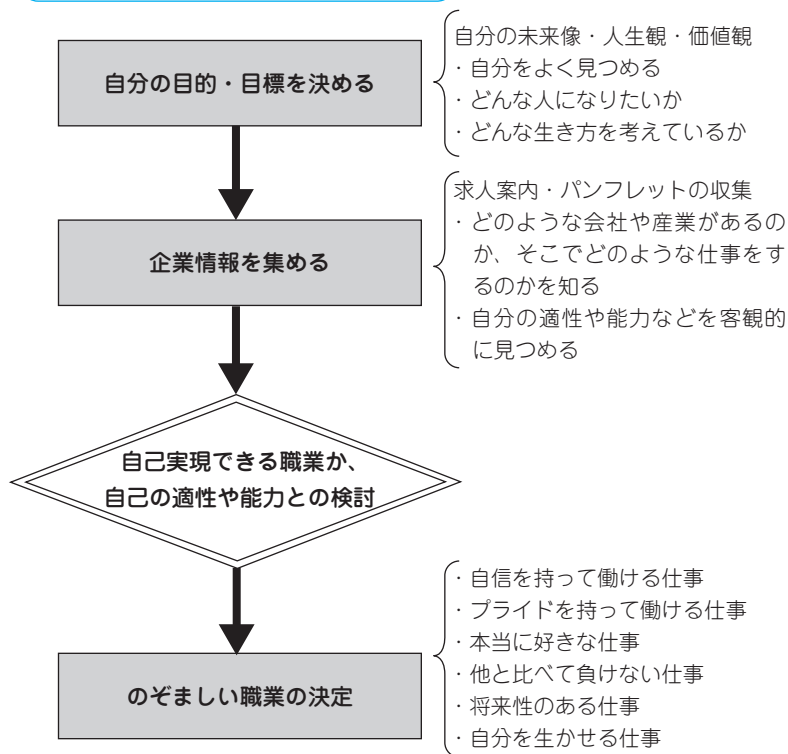 自分の目的・目標を決める
自分の未来像・人生観・価値観
・自分をよく見つめる
・どんな人になりたいか
・どんな生き方を考えているか
企業情報を集める
求人案内・パンフレットの収集
・どのような会社や産業があるの
か、そこでどのような仕事をす
るのかを知る
・自分の適性や能力などを客観的
に見つめる
自己実現できる職業か、
自己の適性や能力との検討
のぞましい職業の決定
・自信を持って働ける仕事
・プライドを持って働ける仕事
・本当に好きな仕事
・他と比べて負けない仕事
・将来性のある仕事
・自分を生かせる仕事